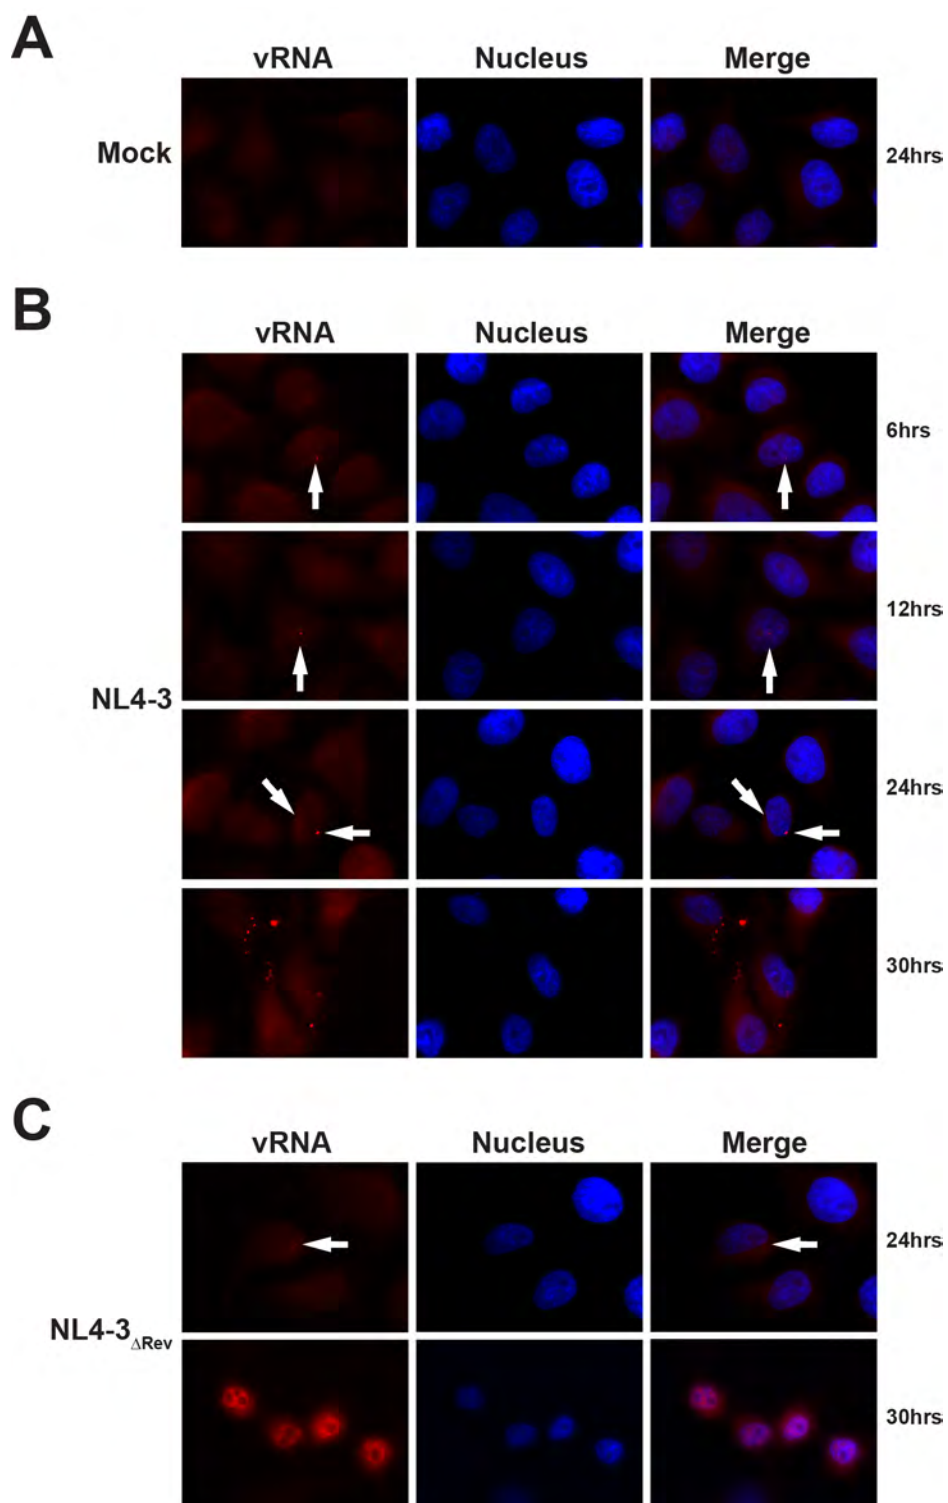 A
vRNA Nucleus Merge
Mock 24hrs
B
vRNA Nucleus Merge
6hrs
12hrs
NL4-3
24hrs
30hrs
C
vRNA Nucleus Merge
24hrs
NL4-3ΔRev
30hrs